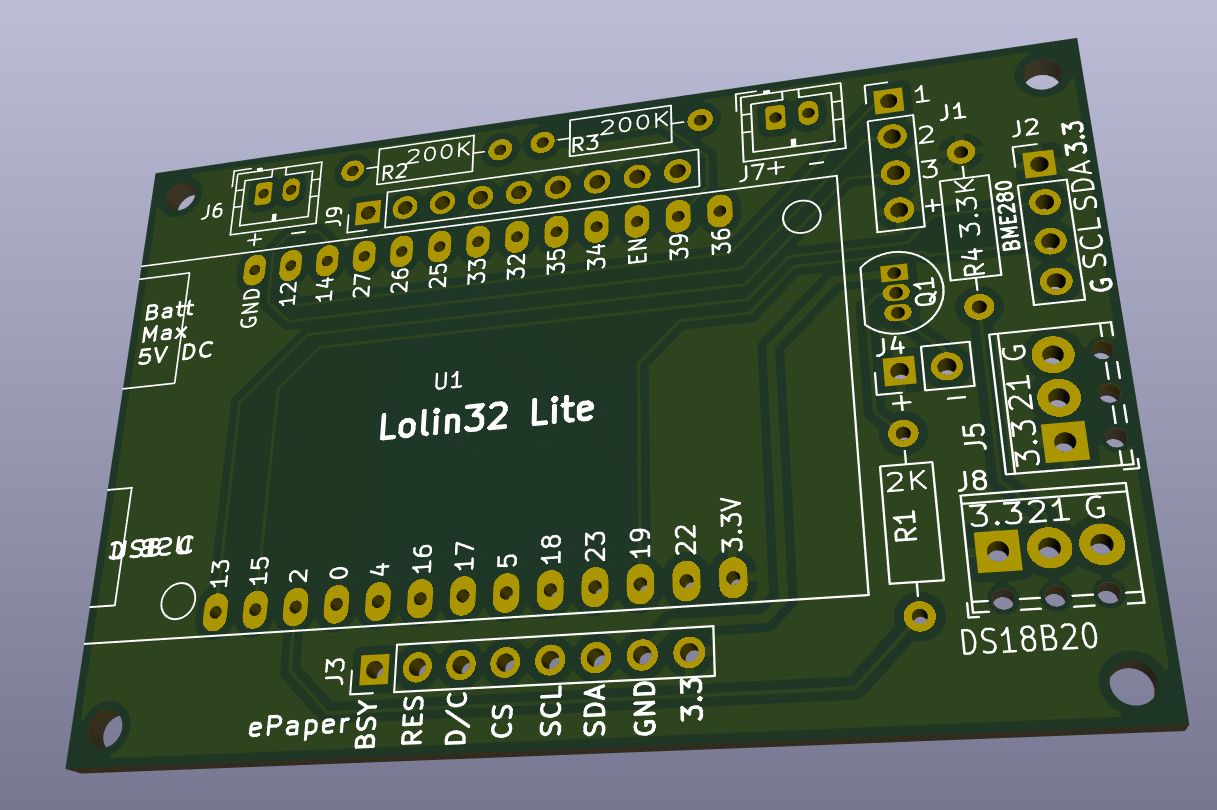 200K
R2
200K
R3
J6
+
-
J9
J7+
-
1
2
3
+
J1
J2
3.3
SDA
SCL
G
BME280
R4 3.3K
GND
12
14
27
26
25
33
32
35
34
EN
39
36
Q1
Batt
Max
5V DC
U1
Lolin32 Lite
J4
+
-
G
21
3.3
J5
J8
3.321 G
2K
R1
DS18B20
13
15
2
0
4
16
17
5
18
23
19
22
3.3V
J3
ePaper
BSY
RES
D/C
CS
SCL
SDA
GND
3.3